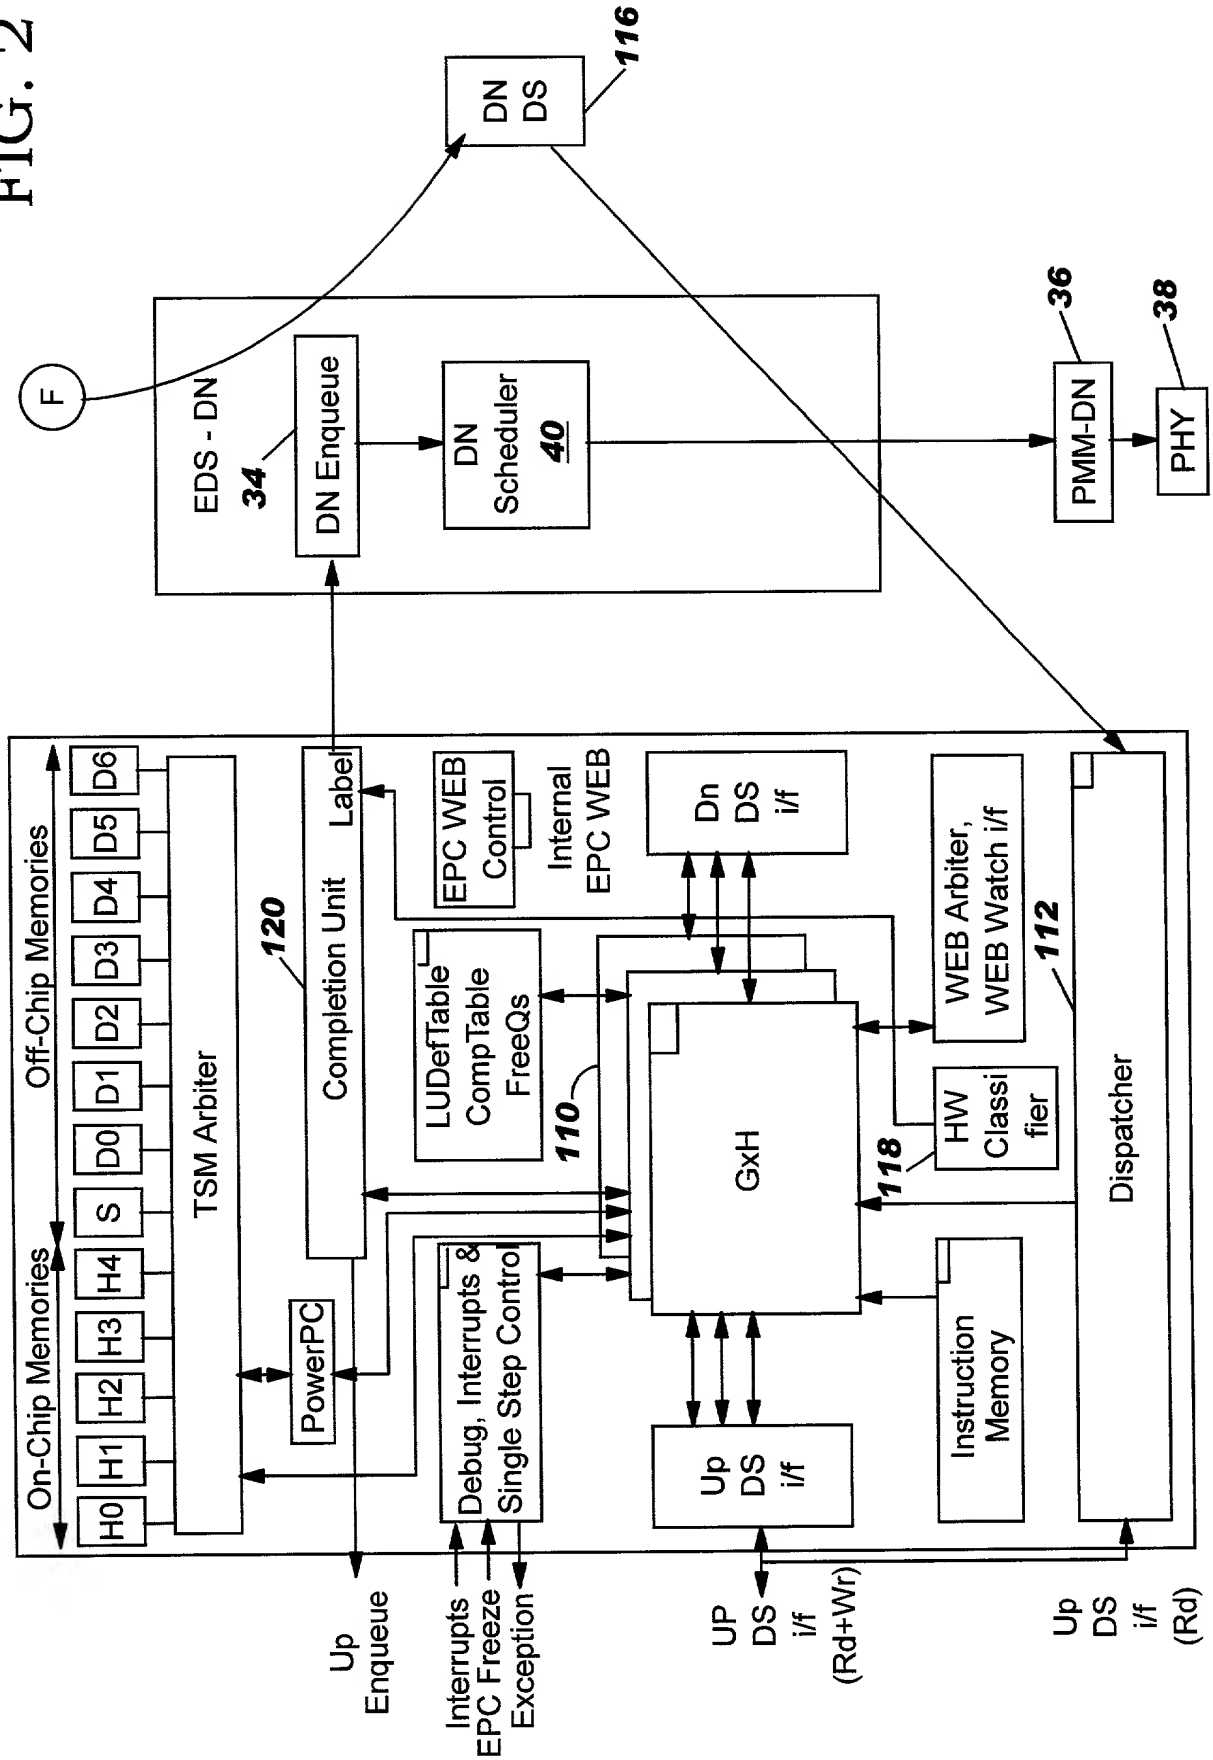 FIG. 2
On-Chip Memories
Off-Chip Memories
H0
H1
H2
H3
H4
S
D0
D1
D2
D3
D4
D5
D6
TSM Arbiter
PowerPC
120
Completion Unit
Label
Up
Enqueue
Interrupts
EPC Freeze
Exception
Debug, Interrupts &
Single Step Control
LUDefTable
CompTable
FreeQs
EPC WEB
Control
Internal
EPC WEB
110
GxH
Up
DS
i/f
Dn
DS
i/f
UP
DS
i/f
(Rd+Wr)
Instruction
Memory
118
HW
Classi
fier
WEB Arbiter,
WEB Watch i/f
112
Dispatcher
Up
DS
i/f
(Rd)
F
EDS - DN
34
DN Enqueue
DN
Scheduler
40
DN
DS
116
PMM-DN
36
PHY
38